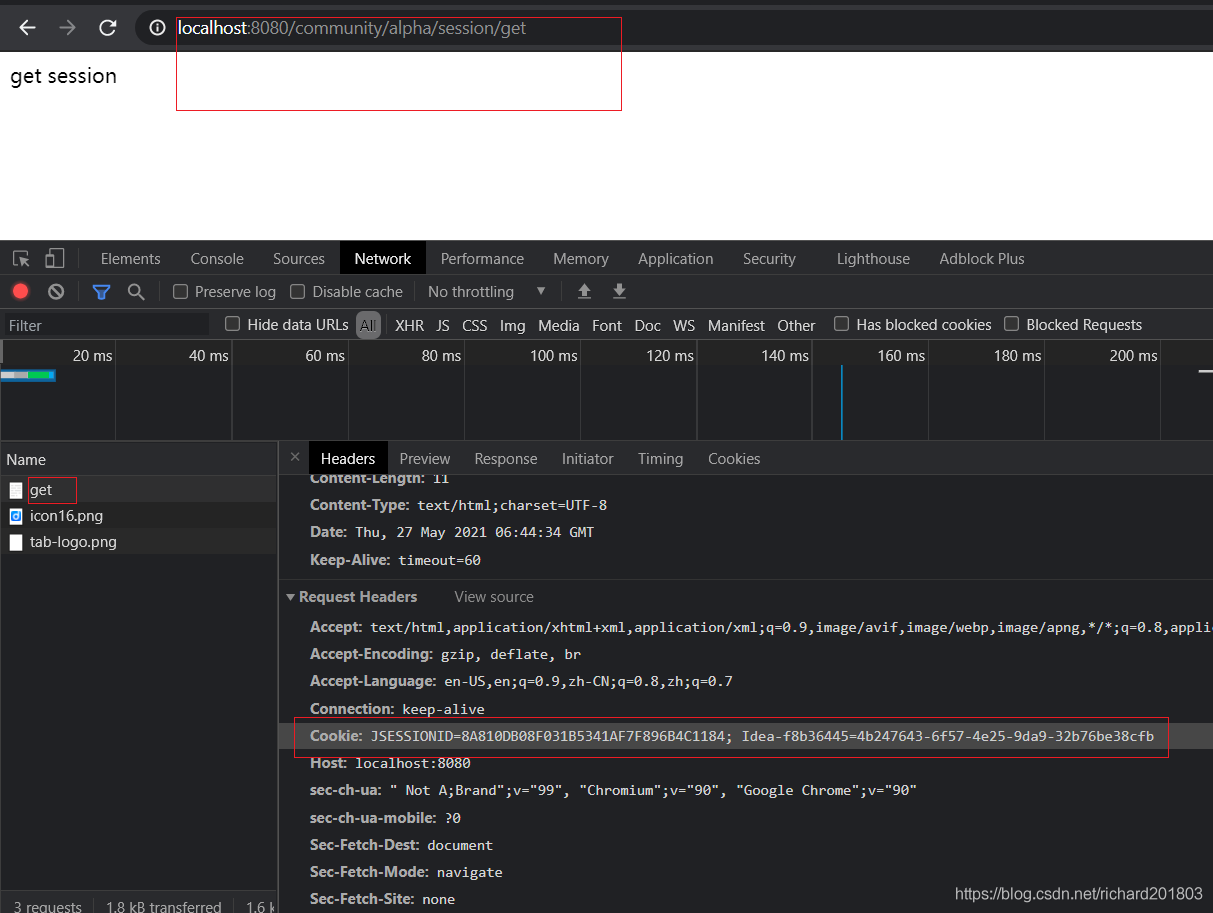 localhost:8080/community/alpha/session/get
get session
Elements Console Sources Network Performance Memory Application Security Lighthouse Adblock Plus
Preserve log Disable cache No throttling
Filter Hide data URLs All XHR JS CSS Img Media Font Doc WS Manifest Other Has blocked cookies Blocked Requests
20 ms 40 ms 60 ms 80 ms 100 ms 120 ms 140 ms 160 ms 180 ms 200 ms
Name
get
icon16.png
tab-logo.png
3 requests 1.8 kB transferred 1.6 k
× Headers Preview Response Initiator Timing Cookies
Content-Length: 11
Content-Type: text/html;charset=UTF-8
Date: Thu, 27 May 2021 06:44:34 GMT
Keep-Alive: timeout=60
Request Headers View source
Accept: text/html,application/xhtml+xml,application/xml;q=0.9,image/avif,image/webp,image/apng,*/*;q=0.8,appli
Accept-Encoding: gzip, deflate, br
Accept-Language: en-US,en;q=0.9,zh-CN;q=0.8,zh;q=0.7
Connection: keep-alive
Cookie: JSESSIONID=8A810DB08F031B5341AF7F896B4C1184; Idea-f8b36445=4b247643-6f57-4e25-9da9-32b76be38cfb
Host: localhost:8080
sec-ch-ua: " Not A;Brand";v="99", "Chromium";v="90", "Google Chrome";v="90"
sec-ch-ua-mobile: ?0
Sec-Fetch-Dest: document
Sec-Fetch-Mode: navigate
Sec-Fetch-Site: none
https://blog.csdn.net/richard201803